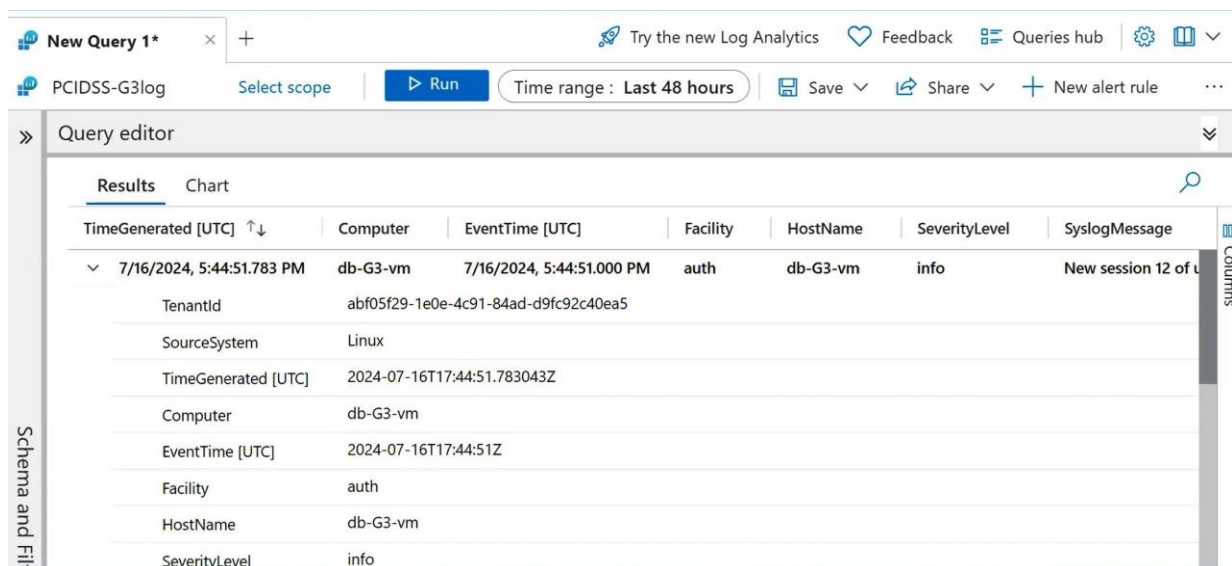 New Query 1* × + Try the new Log Analytics Feedback Queries hub
PCIDSS-G3log Select scope Run Time range : Last 48 hours Save Share + New alert rule ...
» Query editor
Results Chart
TimeGenerated [UTC] ↑↓ Computer EventTime [UTC] Facility HostName SeverityLevel SyslogMessage
7/16/2024, 5:44:51.783 PM db-G3-vm 7/16/2024, 5:44:51.000 PM auth db-G3-vm info New session 12 of u
TenantId abf05f29-1e0e-4c91-84ad-d9fc92c40ea5
SourceSystem Linux
TimeGenerated [UTC] 2024-07-16T17:44:51.783043Z
Computer db-G3-vm
EventTime [UTC] 2024-07-16T17:44:51Z
Facility auth
HostName db-G3-vm
SeverityLevel info
Schema and Filt
Columns